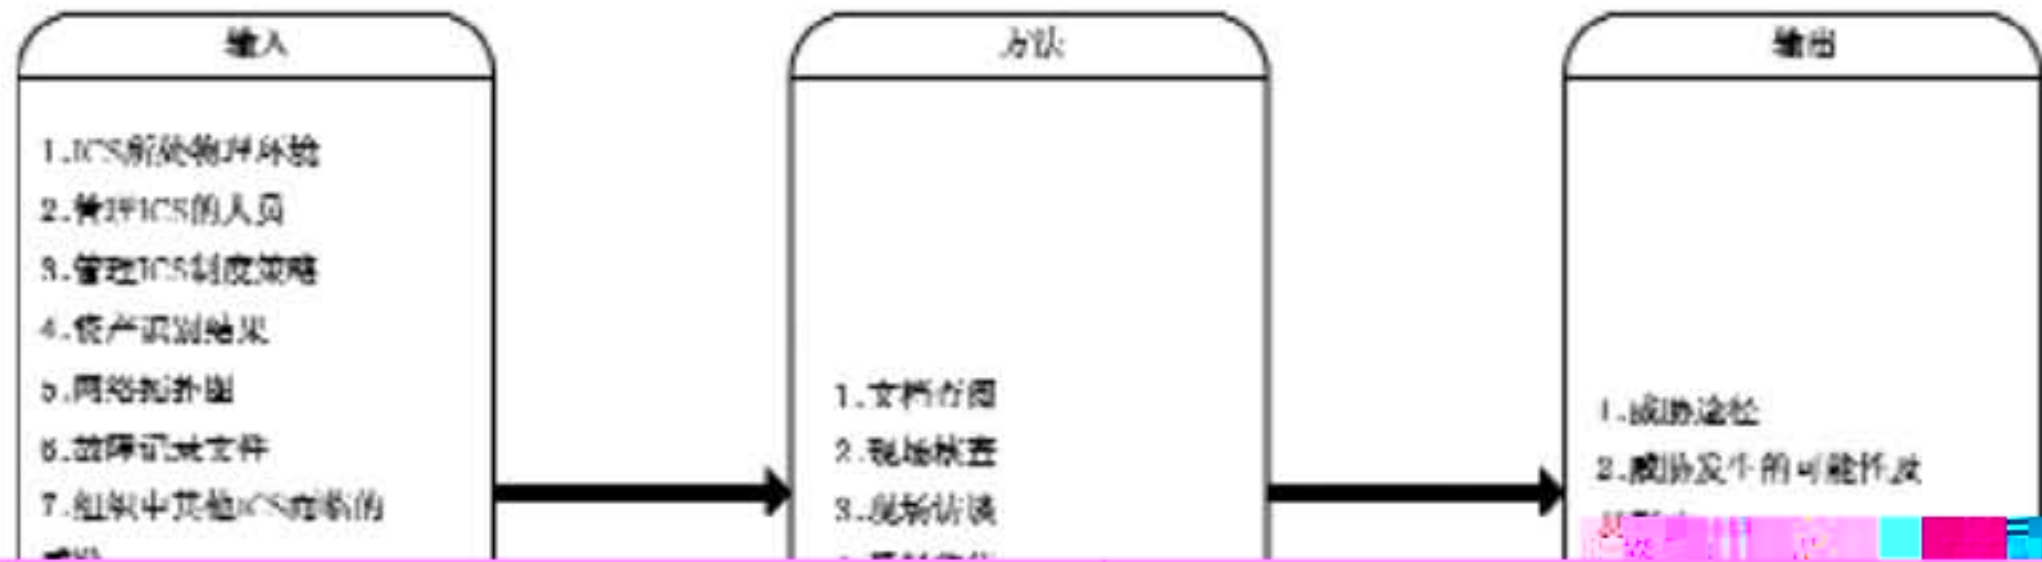 输入
1.ICS所处物理环境
2.管理ICS的人员
3.管理ICS制度策略
4.资产识别结果
5.网络拓扑图
6.故障记录文件
7.组织中其他ICS面临的
威胁
方法
1.文档查阅
2.现场核查
3.现场访谈
输出
1.威胁途径
2.威胁发生的可能性及